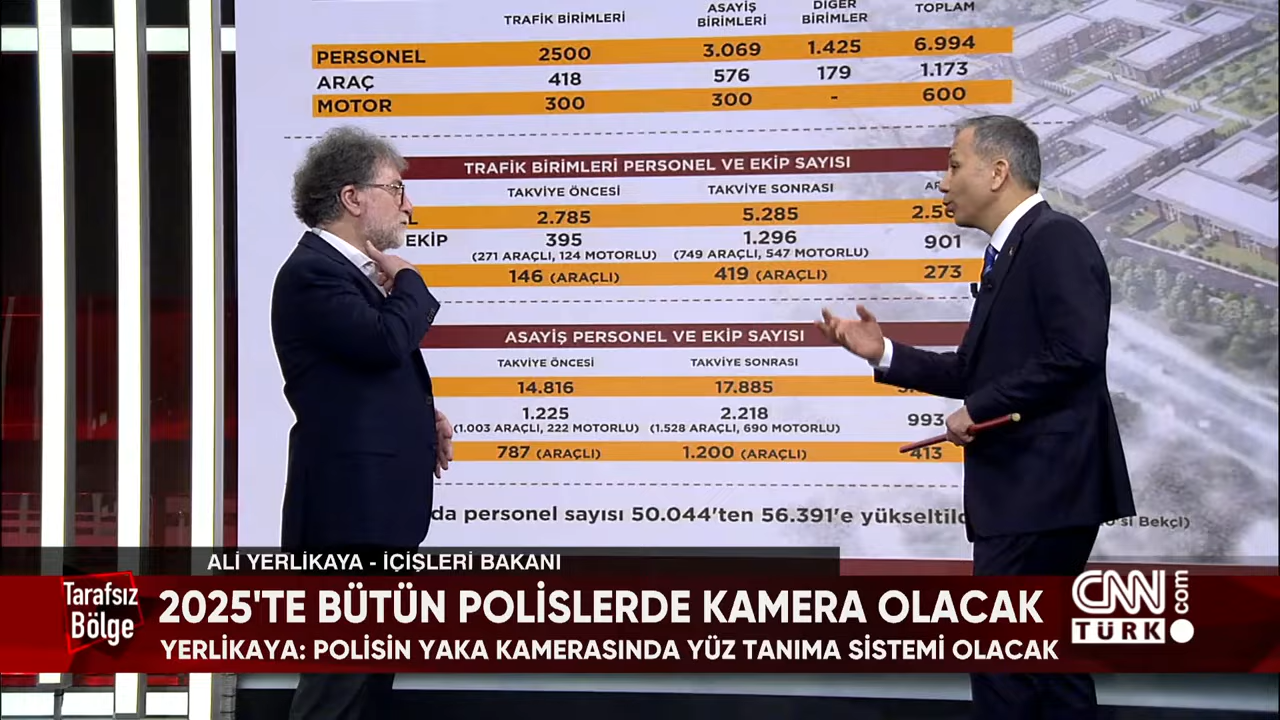 TRAFİK BİRİMLERİ ASAYİŞ BİRİMLERİ DİĞER BİRİMLER TOPLAM
PERSONEL 2500 3.069 1.425 6.994
ARAÇ 418 576 179 1.173
MOTOR 300 300 - 600
TRAFİK BİRİMLERİ PERSONEL VE EKİP SAYISI
TAKVİYE ÖNCESİ TAKVİYE SONRASI
2.785 5.285
EKİP 395 1.296 901
(271 ARAÇLI, 124 MOTORLU) (749 ARAÇLI, 547 MOTORLU)
146 (ARAÇLI) 419 (ARAÇLI) 273
ASAYİŞ PERSONEL VE EKİP SAYISI
TAKVİYE ÖNCESİ TAKVİYE SONRASI
14.816 17.885
1.225 2.218 993
(1.003 ARAÇLI, 222 MOTORLU) (1.528 ARAÇLI, 690 MOTORLU)
787 (ARAÇLI) 1.200 (ARAÇLI) 413
da personel sayısı 50.044'ten 56.391'e Bekçi)
ALİ YERLİKAYA - İÇİŞLERİ BAKANI
Tarafsız
Bölge
2025'TE BÜTÜN POLİSLERDE KAMERA OLACAK
YERLİKAYA: POLİSİN YAKA KAMERASINDA YÜZ TANIMA SİSTEMİ OLACAK
CNN
TÜRK
.com